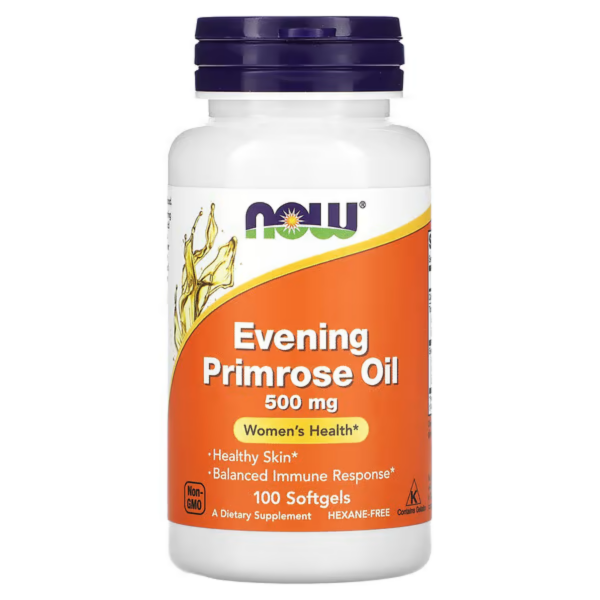 NOW®
Evening
Primrose Oil
500 mg
Women's Health*
•Healthy Skin*
•Balanced Immune Response*
100 Softgels
Non-
GMO
A Dietary Supplement HEXANE-FREE
K
Contains Gelatin